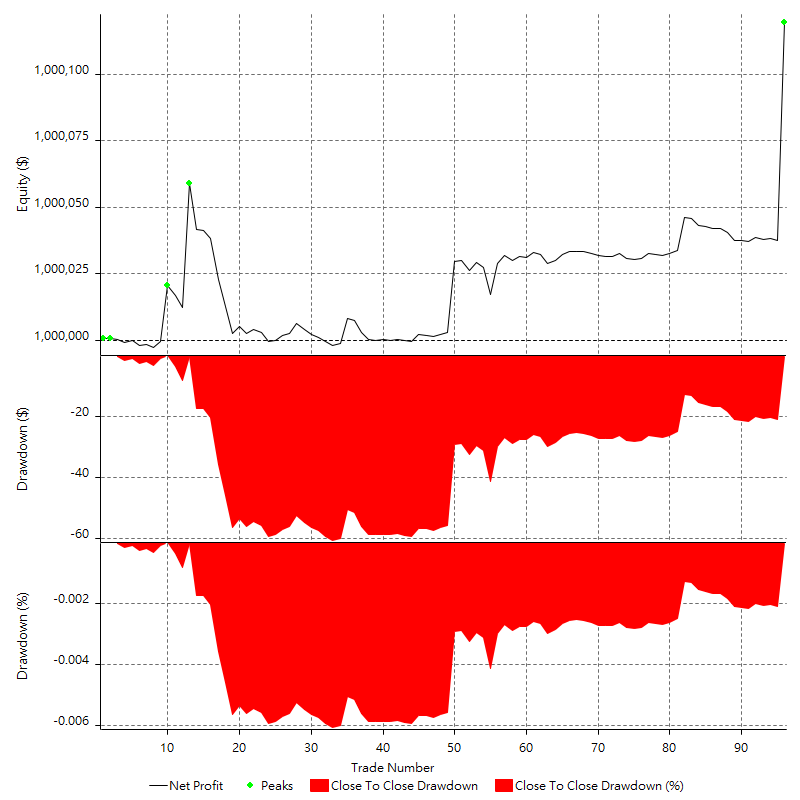 1,000,100
1,000,075
1,000,050
1,000,025
1,000,000
Equity ($)
-20
-40
-60
Drawdown ($)
-0.002
-0.004
-0.006
Drawdown (%)
10 20 30 40 50 60 70 80 90
Trade Number
Net Profit Peaks Close To Close Drawdown Close To Close Drawdown (%)